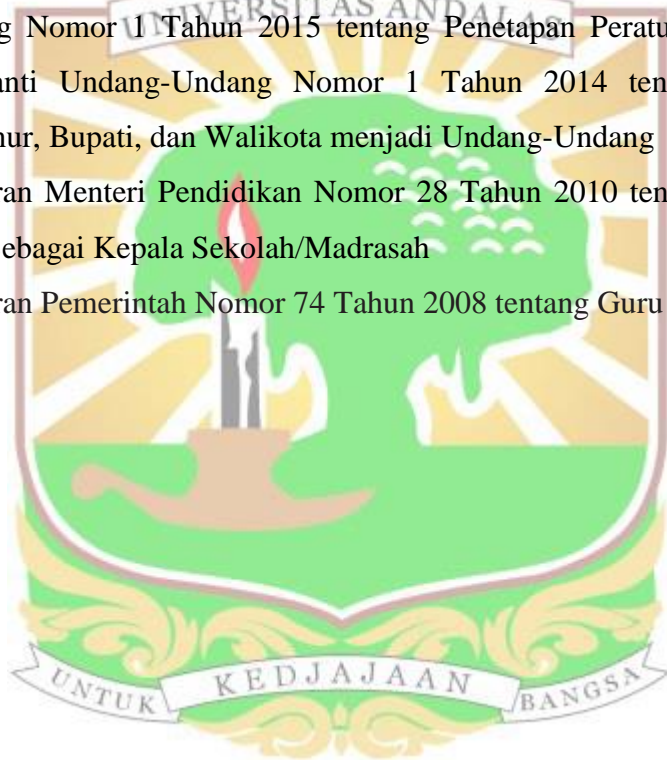 UNIVERSITAS ANDALAS
g Nomor 1 Tahun 2015 tentang Penetapan Peratu
anti Undang-Undang Nomor 1 Tahun 2014 ten
nur, Bupati, dan Walikota menjadi Undang-Undang
ran Menteri Pendidikan Nomor 28 Tahun 2010 ten
ebagai Kepala Sekolah/Madrasah
ran Pemerintah Nomor 74 Tahun 2008 tentang Guru
UNTUK KEDJAJAAN BANGSA